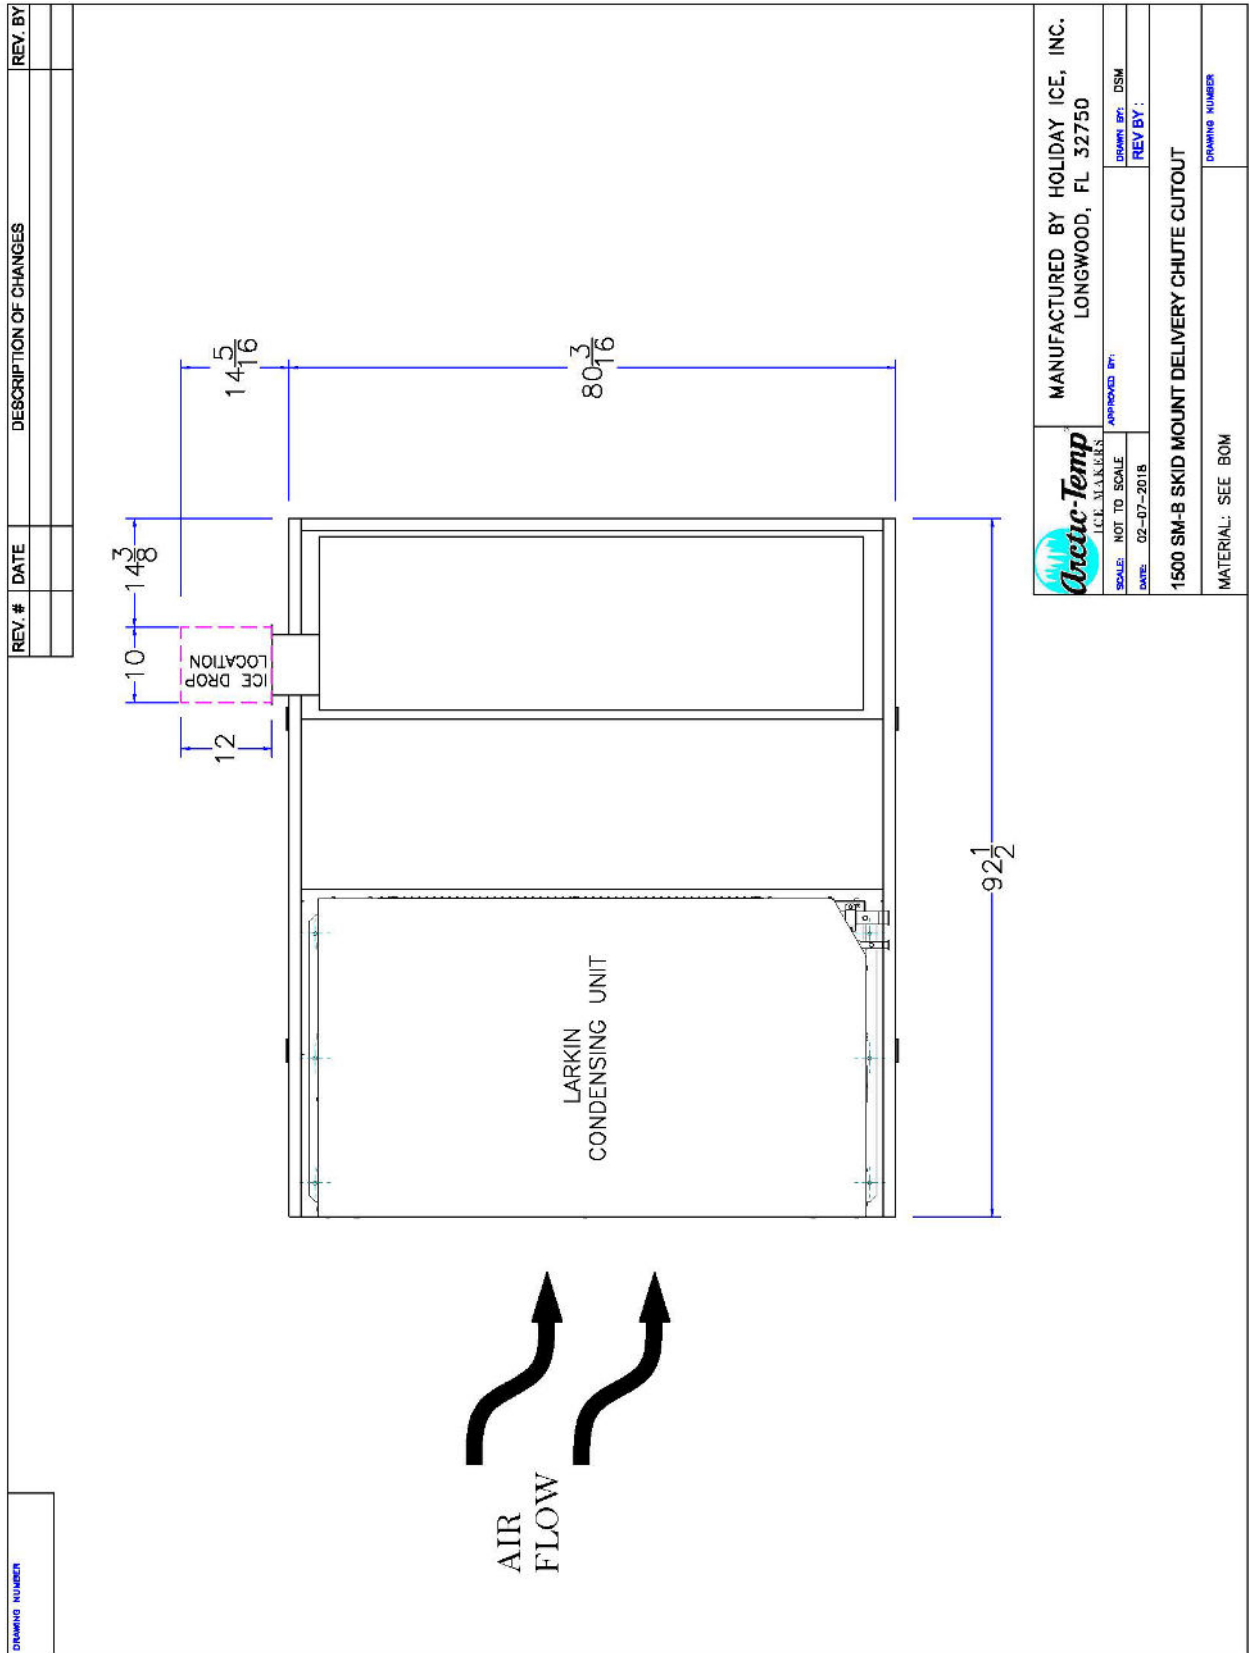 DRAWING NUMBER
REV. # DATE DESCRIPTION OF CHANGES REV. BY
10
14 3/8
12
14 5/16
ICE DROP
LOCATION
80 3/16
LARKIN
CONDENSING UNIT
92 1/2
AIR
FLOW
Arctic-Temp
ICE MAKERS
MANUFACTURED BY HOLIDAY ICE, INC.
LONGWOOD, FL 32750
SCALE: NOT TO SCALE
APPROVED BY:
DRAWN BY: DSM
DATE: 02-07-2018
REV BY :
1500 SM-B SKID MOUNT DELIVERY CHUTE CUTOUT
MATERIAL: SEE BOM
DRAWING NUMBER